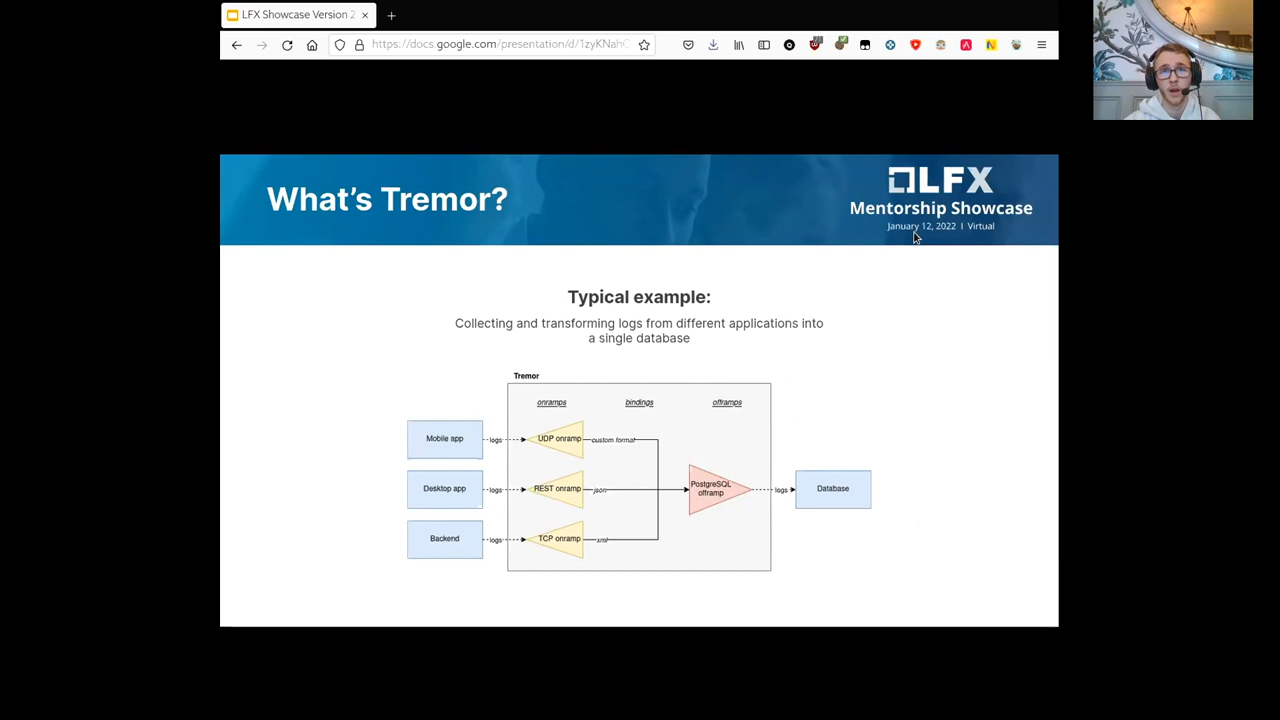 LFX Showcase Version 2
https://docs.google.com/presentation/d/1zyKNahC
What's Tremor?
LFX
Mentorship Showcase
January 12, 2022 | Virtual
Typical example:
Collecting and transforming logs from different applications into
a single database
Tremor
onramps bindings offramps
Mobile app logs UDP onramp custom format
Desktop app logs REST onramp json PostgreSQL offramp logs Database
Backend logs TCP onramp xml